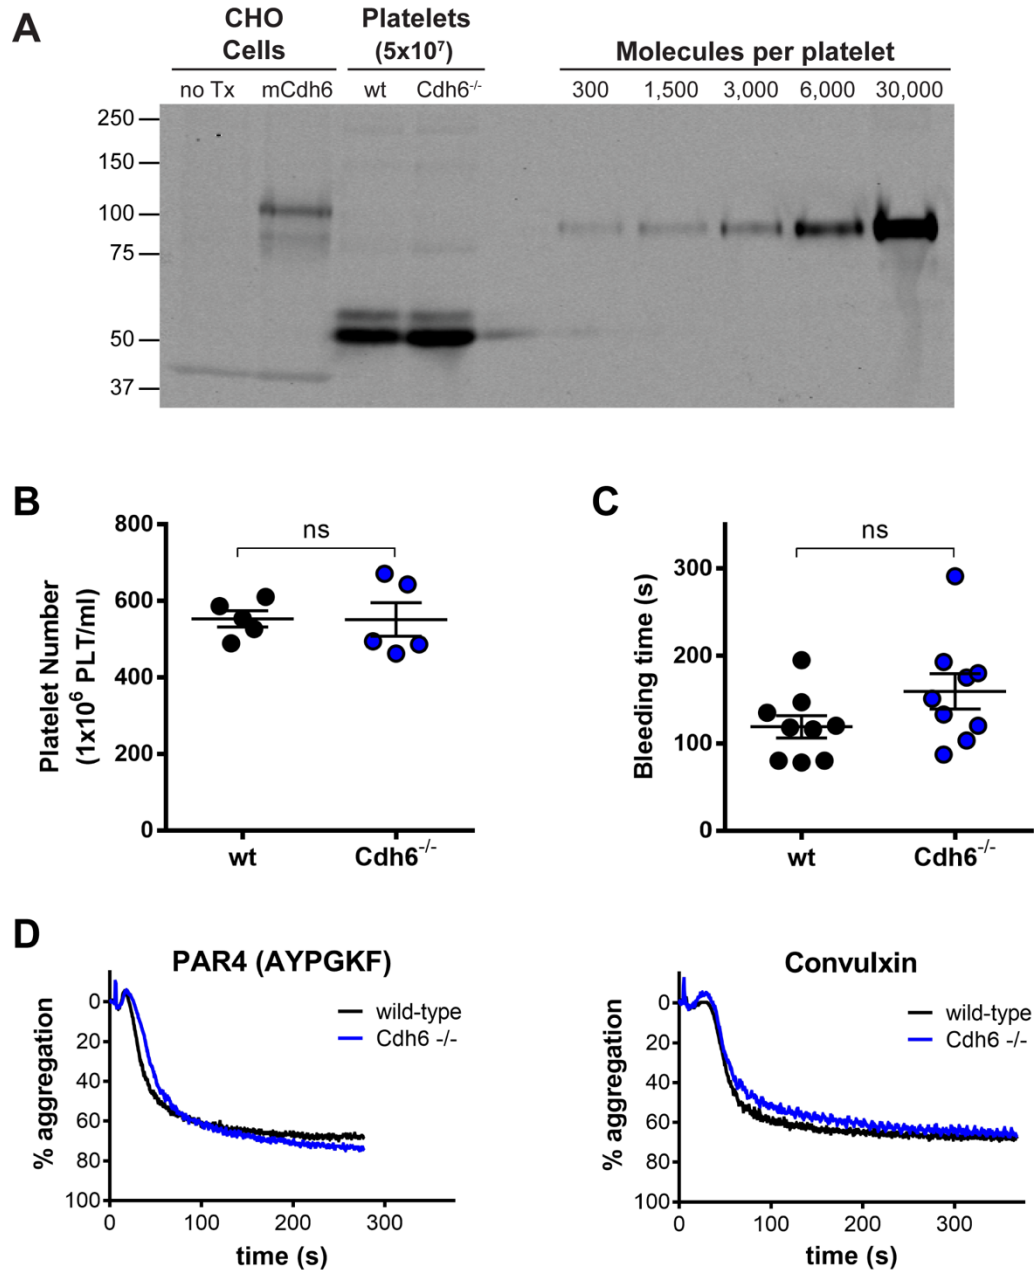 A
CHO
Cells
Platelets
(5x10⁷)
Molecules per platelet
no Tx mCdh6 wt Cdh6⁻/⁻ 300 1,500 3,000 6,000 30,000
250
150
100
75
50
37
B
Platelet Number
(1x10⁶ PLT/ml)
800
600
400
200
0
ns
wt Cdh6⁻/⁻
C
Bleeding time (s)
300
200
100
0
ns
wt Cdh6⁻/⁻
D
PAR4 (AYPGKF)
% aggregation
0
20
40
60
80
100
wild-type
Cdh6 -/-
0 100 200 300
time (s)
Convulxin
% aggregation
0
20
40
60
80
100
wild-type
Cdh6 -/-
0 100 200 300
time (s)